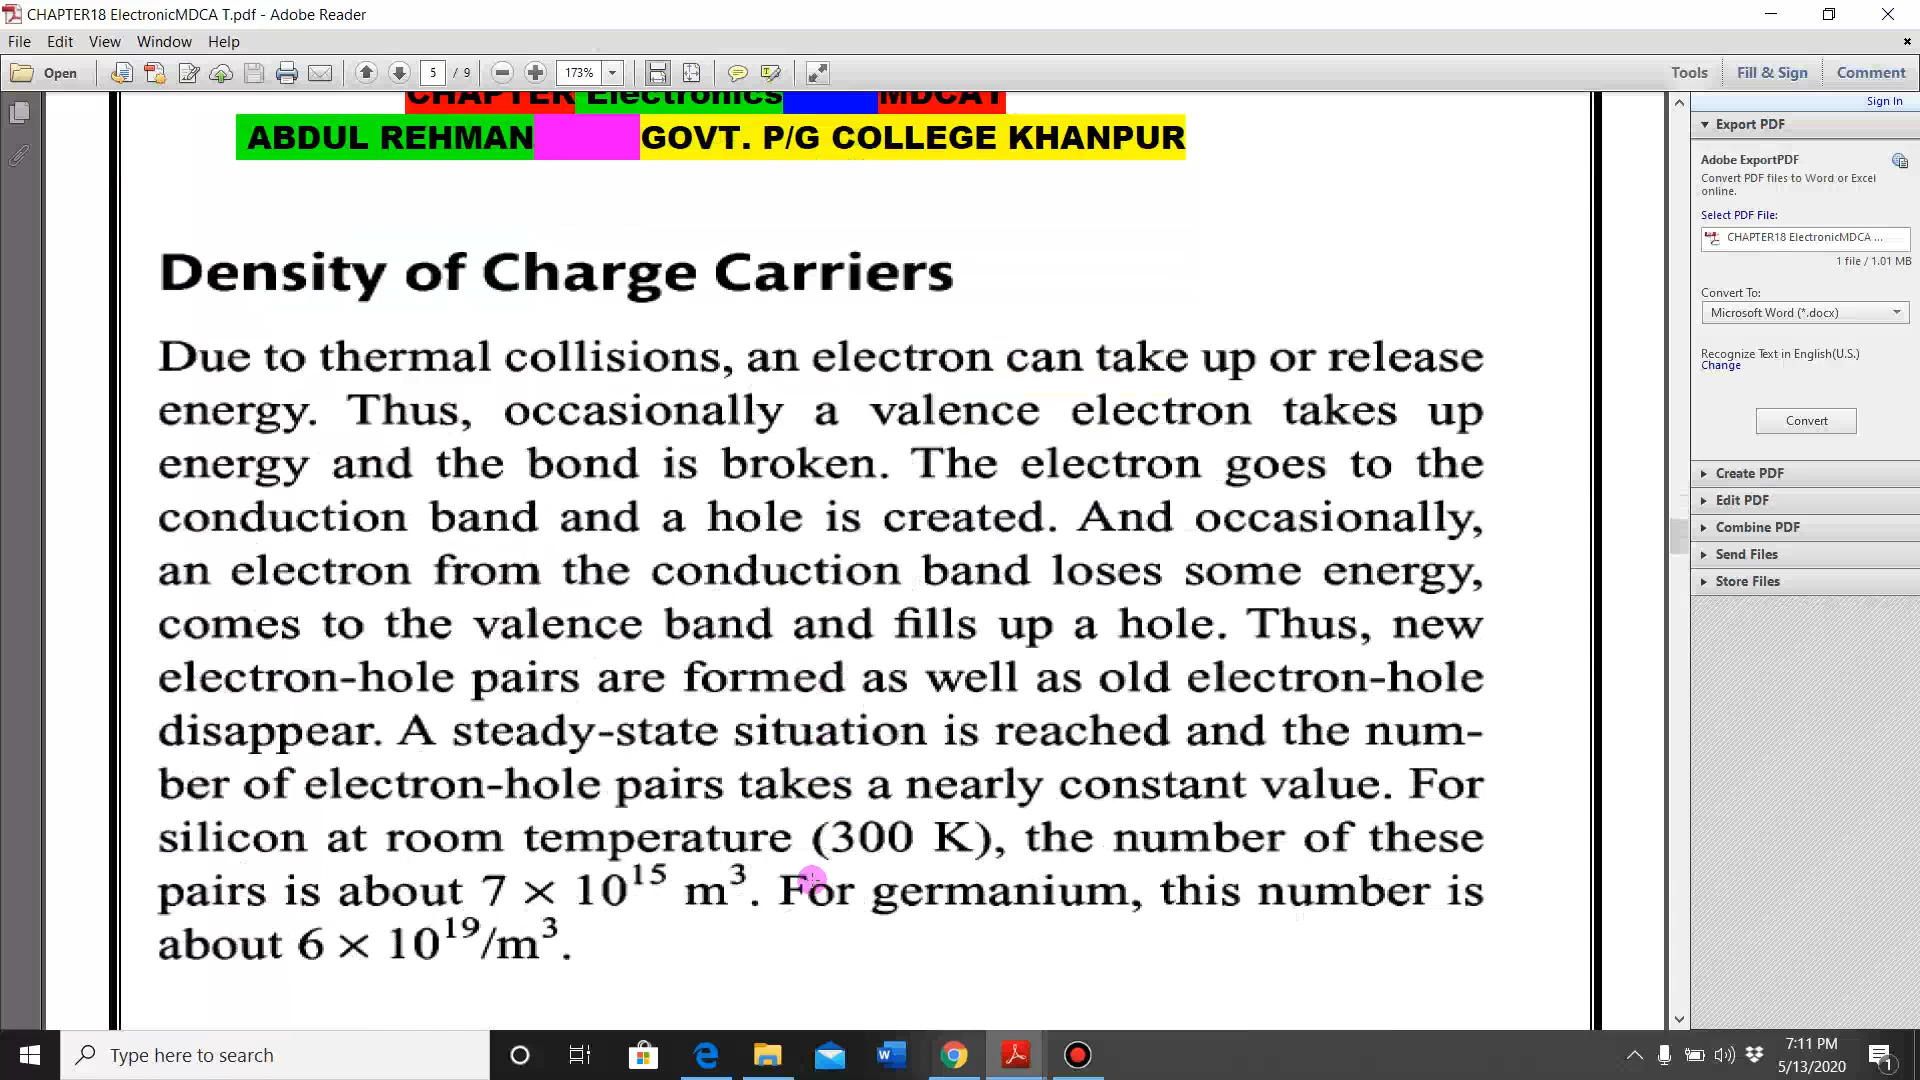 CHAPTER18 ElectronicMDCA T.pdf - Adobe Reader
File Edit View Window Help
Open 5 / 9 173% Tools Fill & Sign Comment
Sign In
CHAPTER Electronics MDCAT
ABDUL REHMAN GOVT. P/G COLLEGE KHANPUR
Density of Charge Carriers
Due to thermal collisions, an electron can take up or release
energy. Thus, occasionally a valence electron takes up
energy and the bond is broken. The electron goes to the
conduction band and a hole is created. And occasionally,
an electron from the conduction band loses some energy,
comes to the valence band and fills up a hole. Thus, new
electron-hole pairs are formed as well as old electron-hole
disappear. A steady-state situation is reached and the num-
ber of electron-hole pairs takes a nearly constant value. For
silicon at room temperature (300 K), the number of these
pairs is about 7 × 10¹⁵ m³. For germanium, this number is
about 6 × 10¹⁹/m³.
Export PDF
Adobe ExportPDF
Convert PDF files to Word or Excel
online.
Select PDF File:
CHAPTER18 ElectronicMDCA ...
1 file / 1.01 MB
Convert To:
Microsoft Word (*.docx)
Recognize Text in English(U.S.)
Change
Convert
Create PDF
Edit PDF
Combine PDF
Send Files
Store Files
Type here to search
7:11 PM
5/13/2020
1